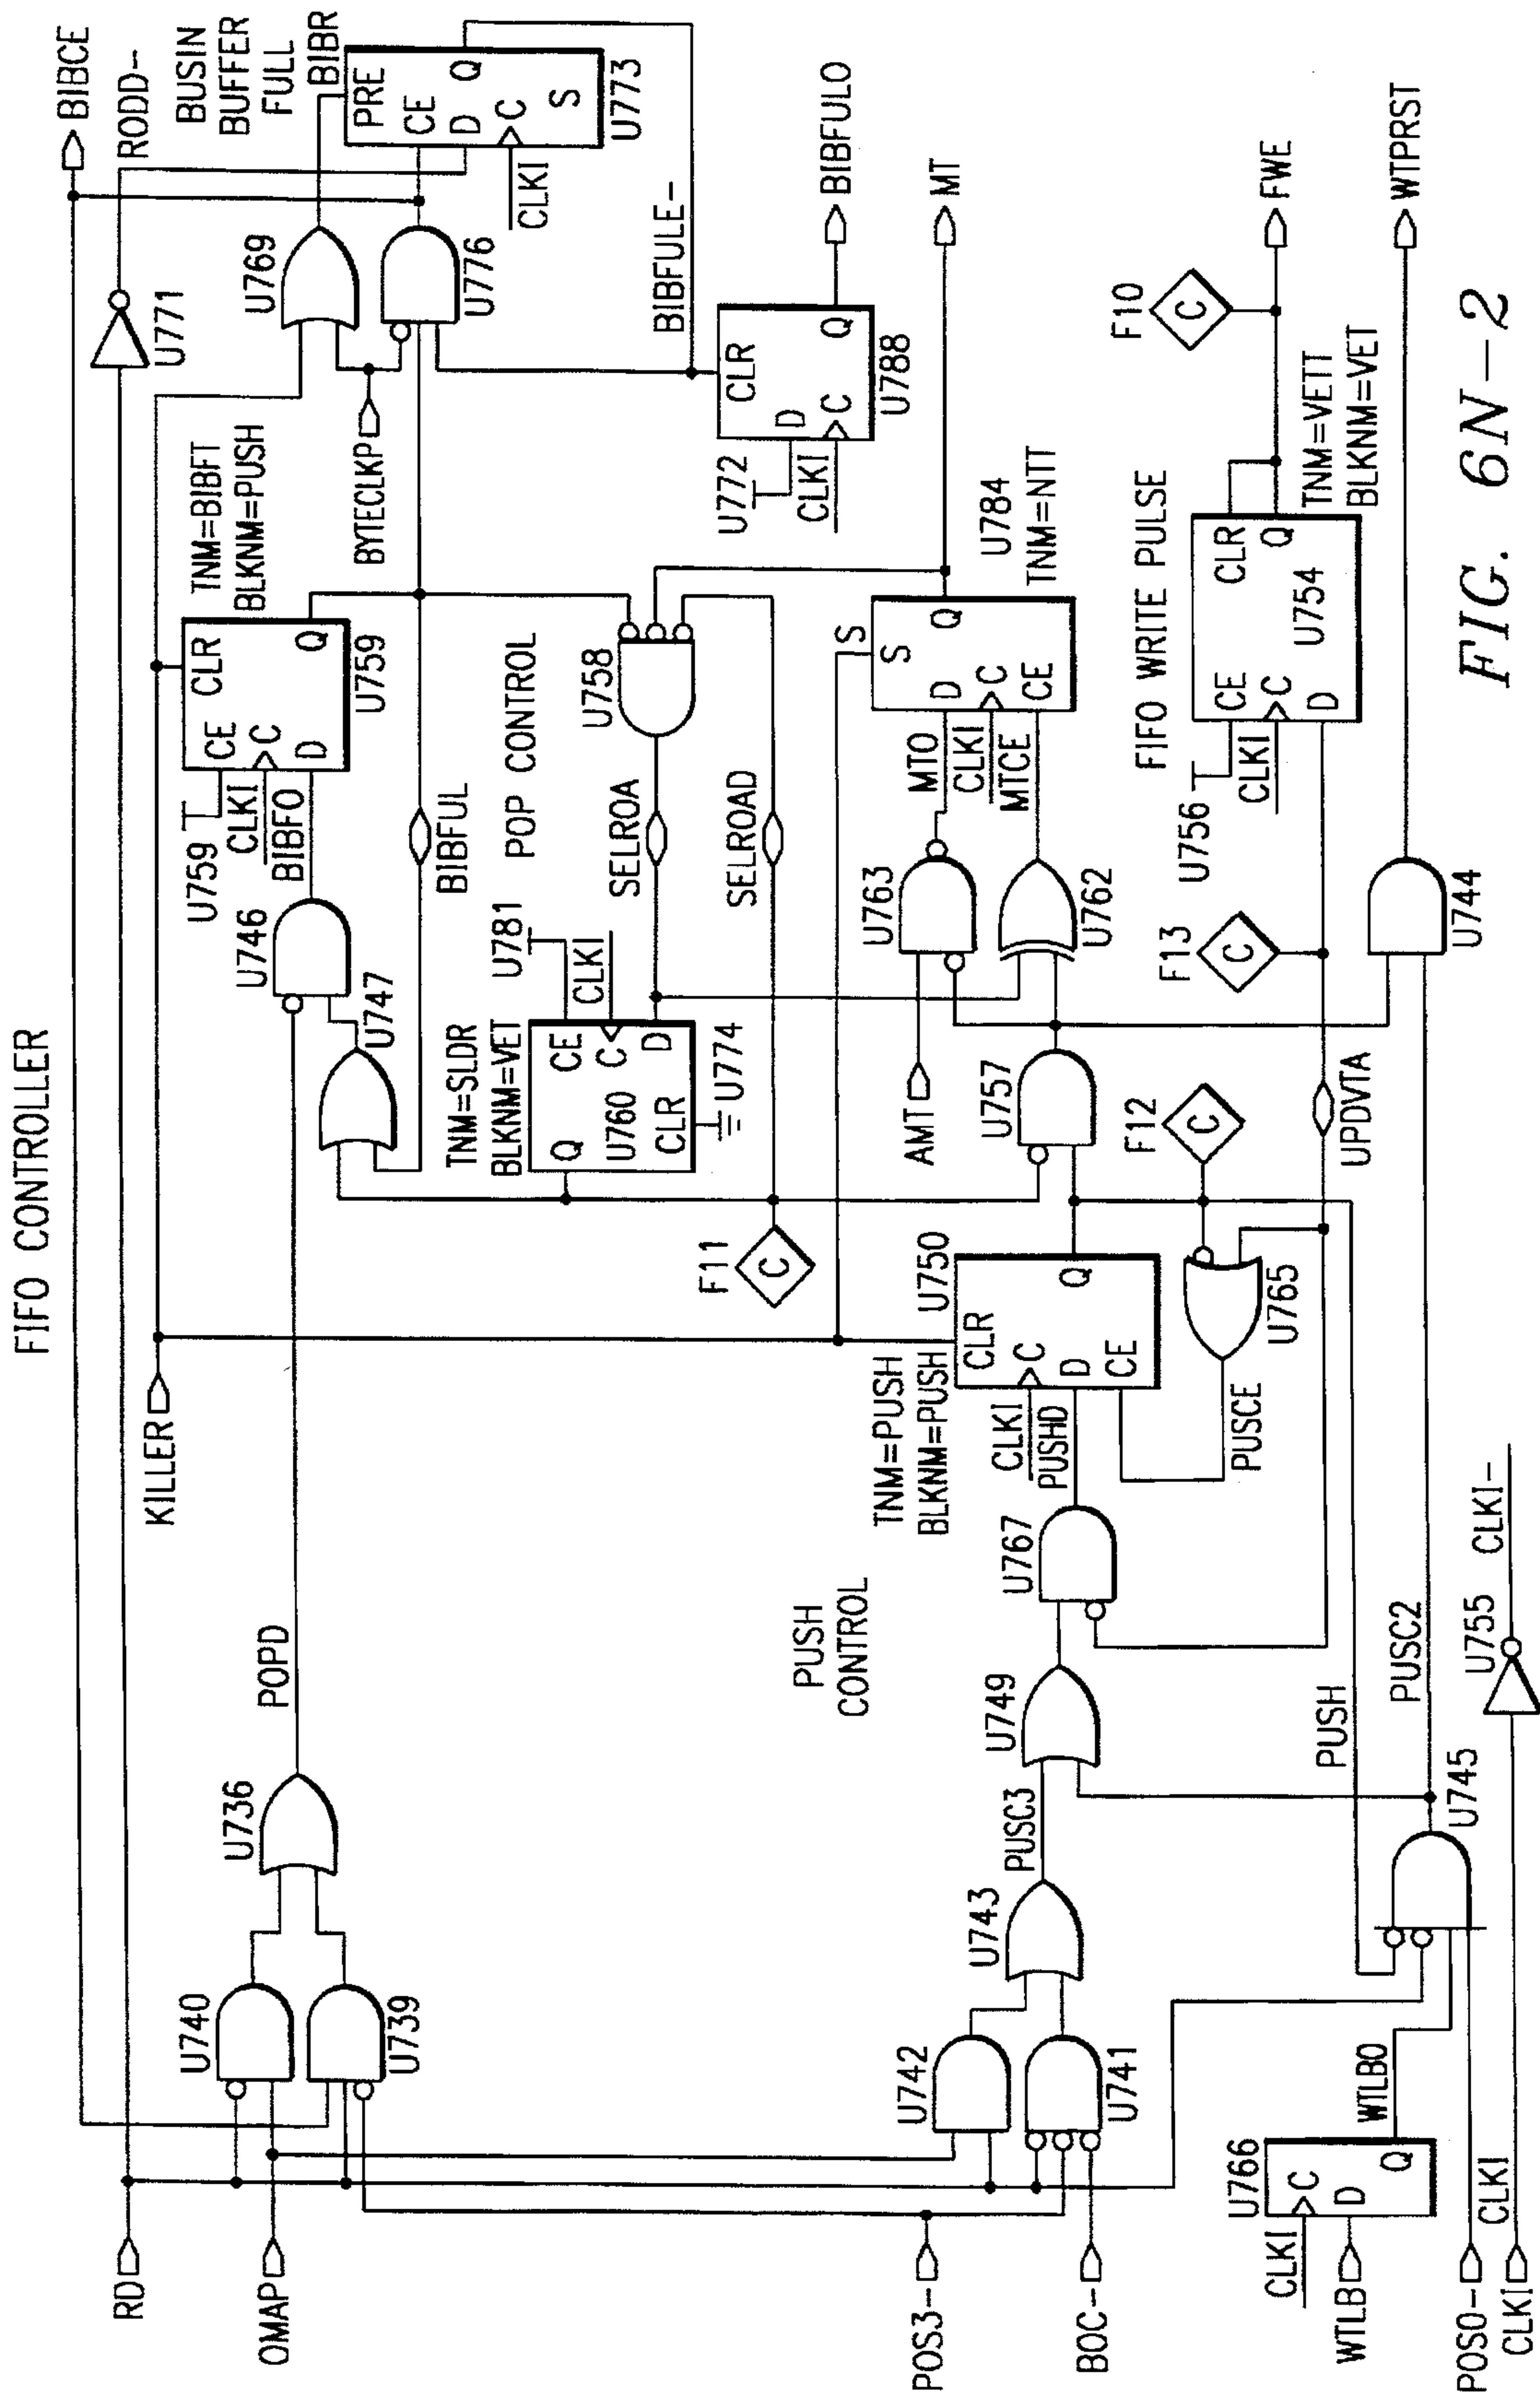 FIFO CONTROLLER
RD
OMAP
POS3-
BOC-
CLKI
WTLB
POS0-
CLKI
U766
C
D
Q
WTLBO
CLKI
U740
U739
U742
U741
U736
U743
PUSC3
U745
POPD
PUSH
CONTROL
U749
PUSH
PUSC2
U755
CLKI-
U767
KILLER
TNM=PUSH
BLKNM=PUSH
CLKI
PUSHD
PUSCE
U750
CLR
C
D
CE
Q
U765
F11
C
F12
C
UPDVTA
AMT
U757
U747
U746
TNM=SLDR
BLKNM=VET
U760
Q
CE
C
D
CLR
U774
U781
CLKI
U759
CLKI
BIBFO
BIBFUL
POP CONTROL
SELROA
SELROAD
U763
U762
F13
C
U744
CLR
CE
C
D
Q
U759
TNM=BIBFT
BLKNM=PUSH
U758
MTO
CLKI
MTCE
S
S
D
C
CE
Q
U784
TNM=NTT
FIFO WRITE PULSE
U756
CLKI
CE
C
D
CLR
Q
U754
TNM=VETT
BLKNM=VET
BYTECLKP
U772
CLKI
CLR
D
C
Q
U788
BIBFULE-
U771
U769
U776
CLKI
RODD-
BIBCE
BUSIN
BUFFER
FULL
BIBR
PRE
CE
D
C
Q
S
U773
BIBFULO
MT
F10
C
FWE
WTPRST
FIG. 6N-2